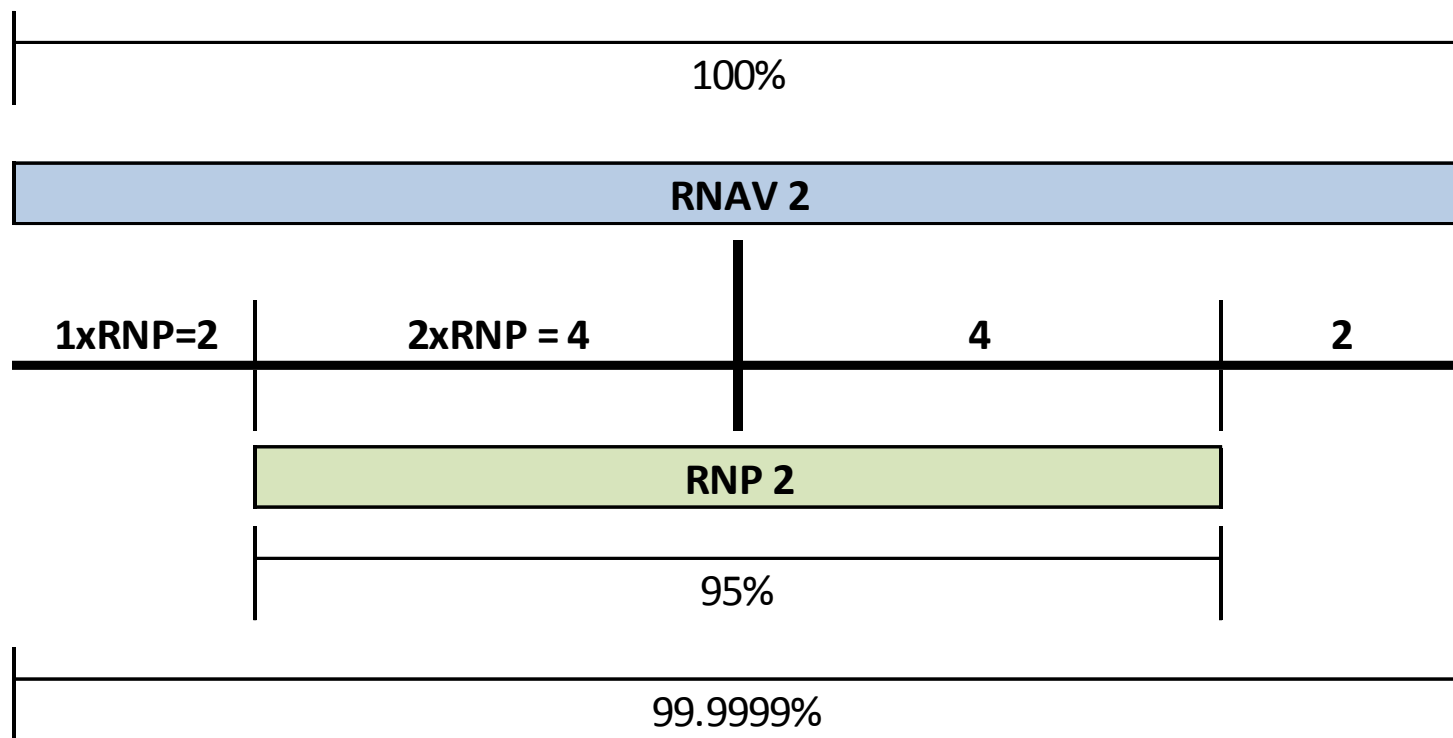 100%
RNAV 2
1xRNP=2 2xRNP = 4 4 2
RNP 2
95%
99.9999%